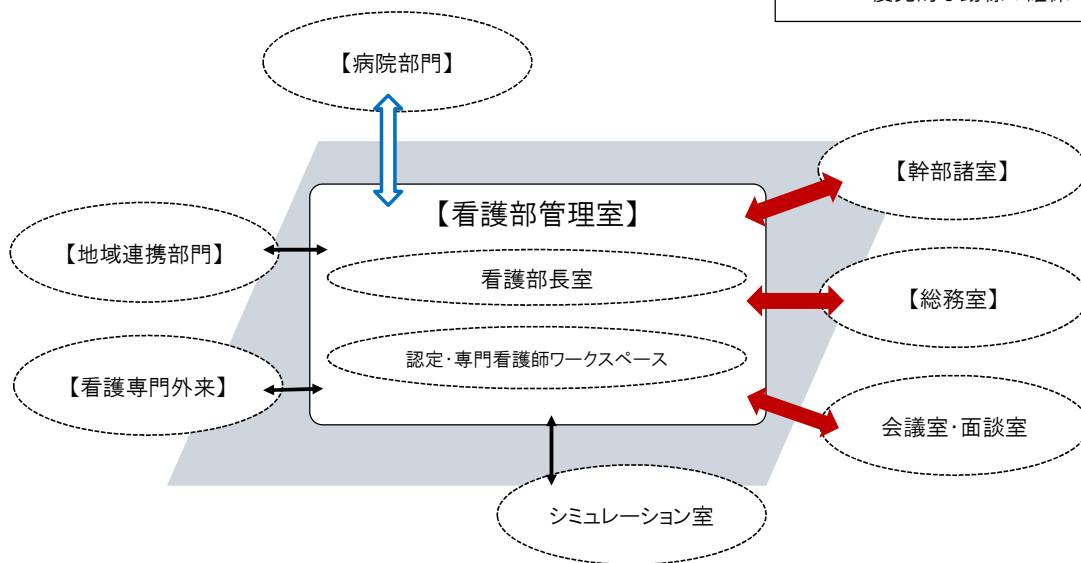 【病院部門】
【幹部諸室】
【看護部管理室】
【地域連携部門】
看護部長室
【総務室】
認定・専門看護師ワークスペース
【看護専門外来】
会議室・面談室
シミュレーション室